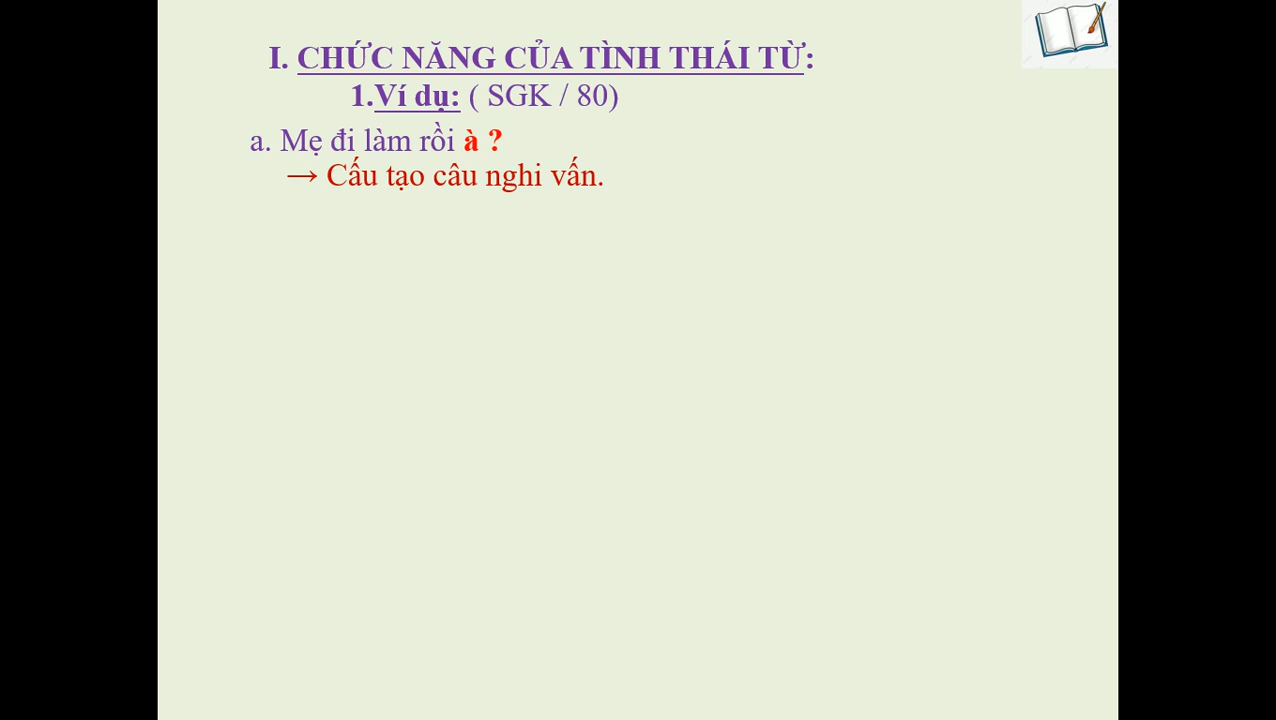 I. CHỨC NĂNG CỦA TÌNH THÁI TỪ:
1.Ví dụ: ( SGK / 80)
a. Mẹ đi làm rồi à ?
→ Cấu tạo câu nghi vấn.